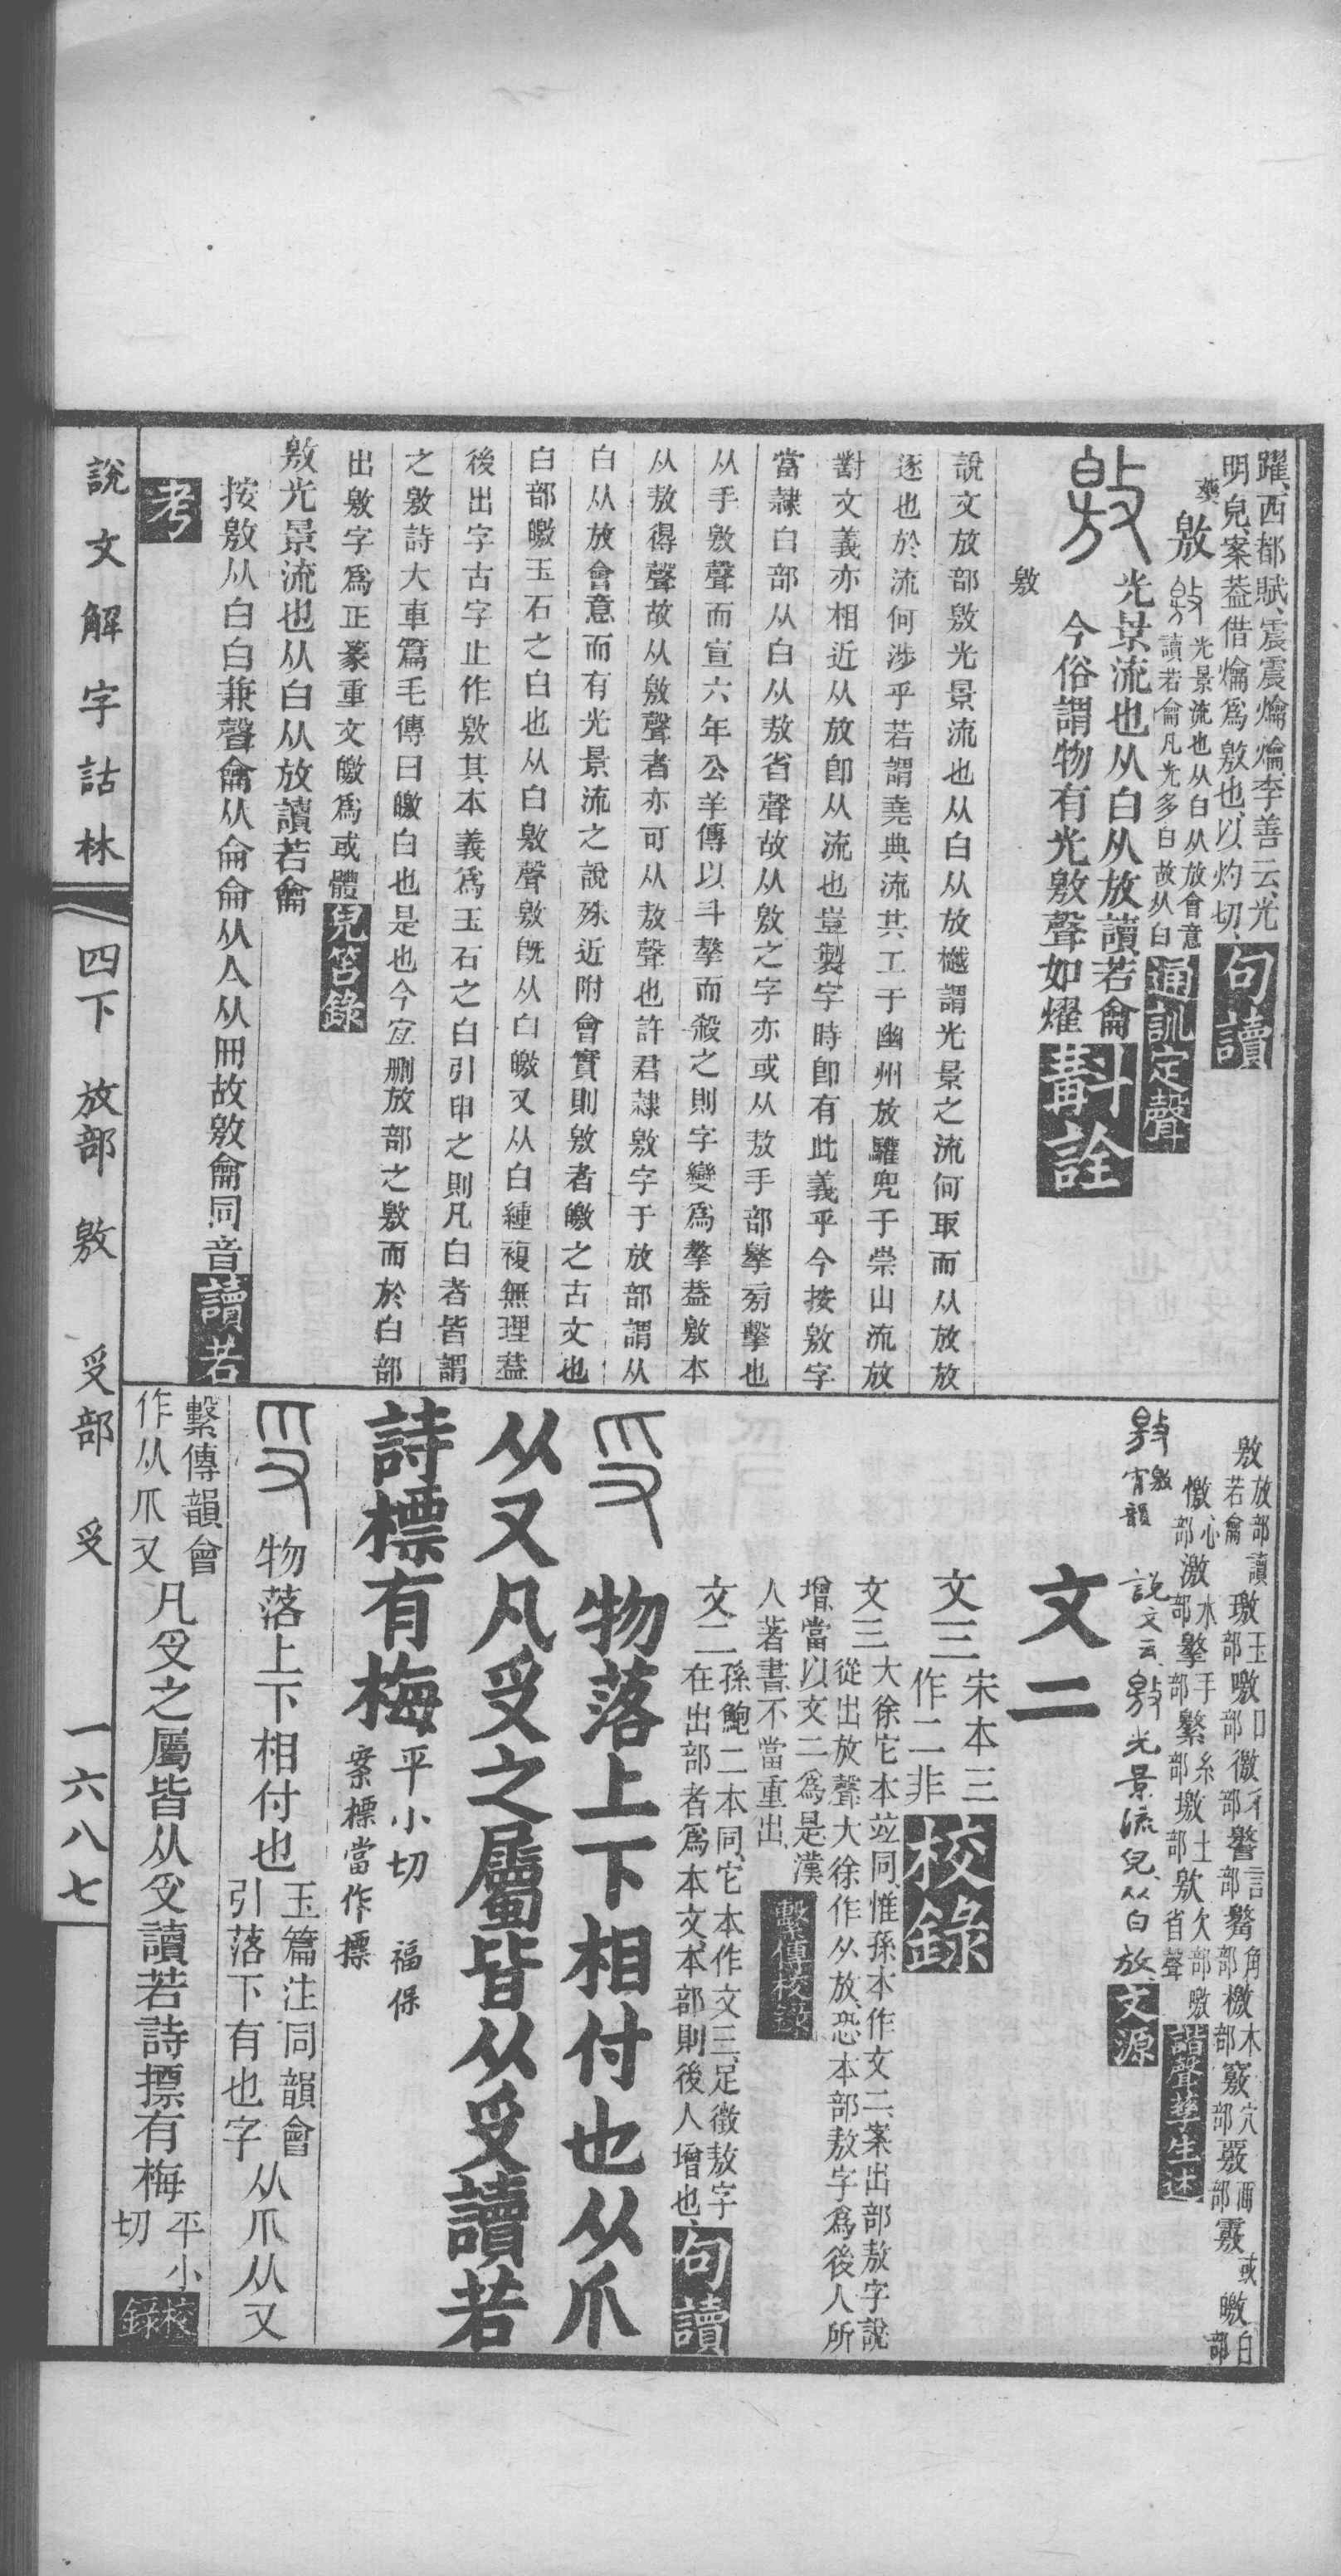 躍、西都賦、震震爚爚、李善云、光
明皃、案葢借爚爲敫也、以灼切、句讀
敫 光景流也从白从放會意
讀若龠凡光多白故从白 通訓定聲
光景流也从白从放讀若龠
今俗謂物有光敫聲如燿 斠詮
敫
說文放部敫光景流也从白从放樾謂光景之流何取而从放放
逐也於流何涉乎若謂堯典流共工于幽州放驩兜于崇山流放
對文義亦相近从放卽从流也豈製字時卽有此義乎今按敫字
當隸白部从白从敖省聲故从敫之字亦或从敖手部擎旁擊也
从手敫聲而宣六年公羊傳以斗摮而殺之則字變爲摮葢敫本
从敖得聲故从敫聲者亦可从敖聲也許君隸敫字于放部謂从
白从放會意而有光景流之說殊近附會實則敫者皦之古文也
白部皦玉石之白也从白敫聲敫旣从白皦又从白緟複無理葢
後出字古字止作敫其本義爲玉石之白引申之則凡白者皆謂
之敫詩大車篇毛傳曰皦白也是也今宐刪放部之敫而於白部
出敫字爲正篆重文皦爲或體 兒笘錄
敫光景流也从白从放讀若龠
按敫从白白兼聲龠从侖侖从亼从冊故敫龠同音 讀若
考
敫 放部讀若龠 璬玉部 噭口部 徼彳部 警言部 觷角部 檄木部 竅穴部 覈襾部 霰或 皦白部
憿心部 激水部 擎手部 繁糸部 墽土部 歍欠部 省聲 諧聲孳生述
敫 宵韻 說文云、敫光景流皃、从白放、文源
文二
文三 宋本三作二非 校錄
文三 大徐它本竝同、惟孫本作文二、案出部敖字說
從出放聲、大徐作从放、恐本部敖字爲後人所
增、當以文二爲是、漢
人著書、不當重出、 繫傳校錄
文二 孫鮑二本同、它本作文三、足徵敖字
在出部者爲本文、本部則後人增也、句讀
物落上下相付也从爪
从又凡𠬪之屬皆从𠬪讀若
詩摽有梅 平小切 福保
案標當作摽
物落上下相付也 玉篇注同韻會
引落下有也字 从爪从又
繫傳韻會
作从爪又 凡𠬪之屬皆从𠬪讀若詩摽有梅 平小切 校錄
說文解字詁林 四下 放部 敫 𠬪部 𠬪 一六八七